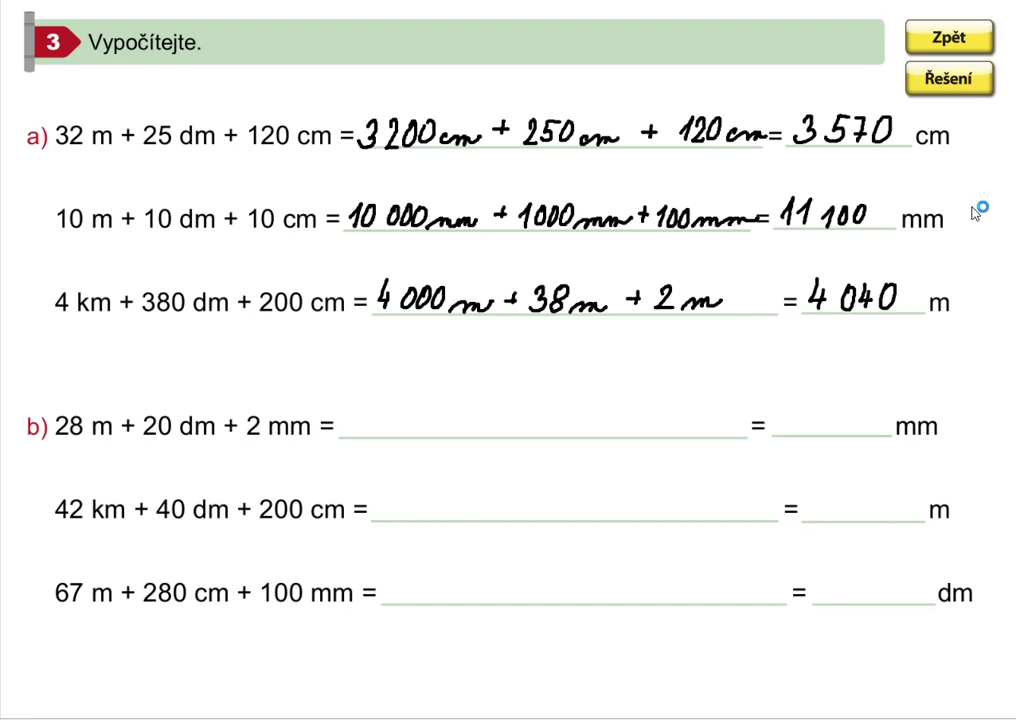 3 Vypočítejte.
Zpět
Řešení
a) 32 m + 25 dm + 120 cm = 3 200 cm + 250 cm + 120 cm = 3 570 cm
10 m + 10 dm + 10 cm = 10 000 mm + 1000 mm + 100 mm = 11 100 mm
4 km + 380 dm + 200 cm = 4 000 m + 38 m + 2 m = 4 040 m
b) 28 m + 20 dm + 2 mm = = mm
42 km + 40 dm + 200 cm = = m
67 m + 280 cm + 100 mm = = dm